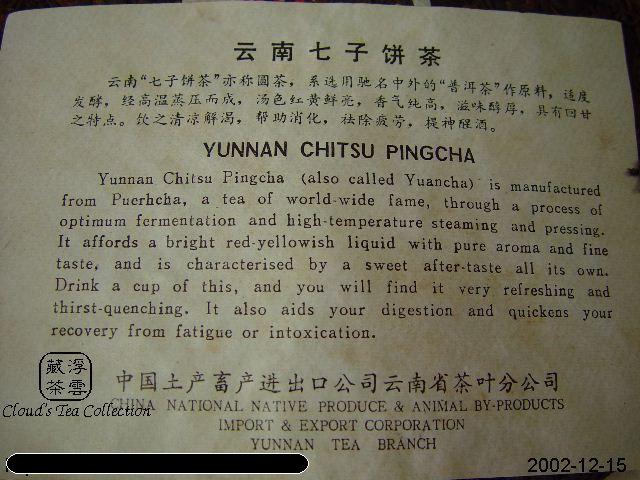 云南七子饼茶
云南“七子饼茶”亦称圆茶，系选用驰名中外的“普洱茶”作原料，适度
发酵，经高温蒸压而成，汤色红黄鲜亮，香气纯高，滋味醇厚，具有回甘
之特点。饮之清凉解渴，帮助消化，祛除疲劳，提神醒酒。
YUNNAN CHITSU PINGCHA
Yunnan Chitsu Pingcha (also called Yuancha) is manufactured
from Puerhcha, a tea of world-wide fame, through a process of
optimum fermentation and high-temperature steaming and pressing.
It affords a bright red-yellowish liquid with pure aroma and fine
taste, and is characterised by a sweet after-taste all its own.
Drink a cup of this, and you will find it very refreshing and
thirst-quenching. It also aids your digestion and quickens your
recovery from fatigue or intoxication.
中国土产畜产进出口公司云南省茶叶分公司
CHINA NATIONAL NATIVE PRODUCE & ANIMAL BY-PRODUCTS
IMPORT & EXPORT CORPORATION
YUNNAN TEA BRANCH
浮雲
藏茶
Cloud's Tea Collection
2002-12-15